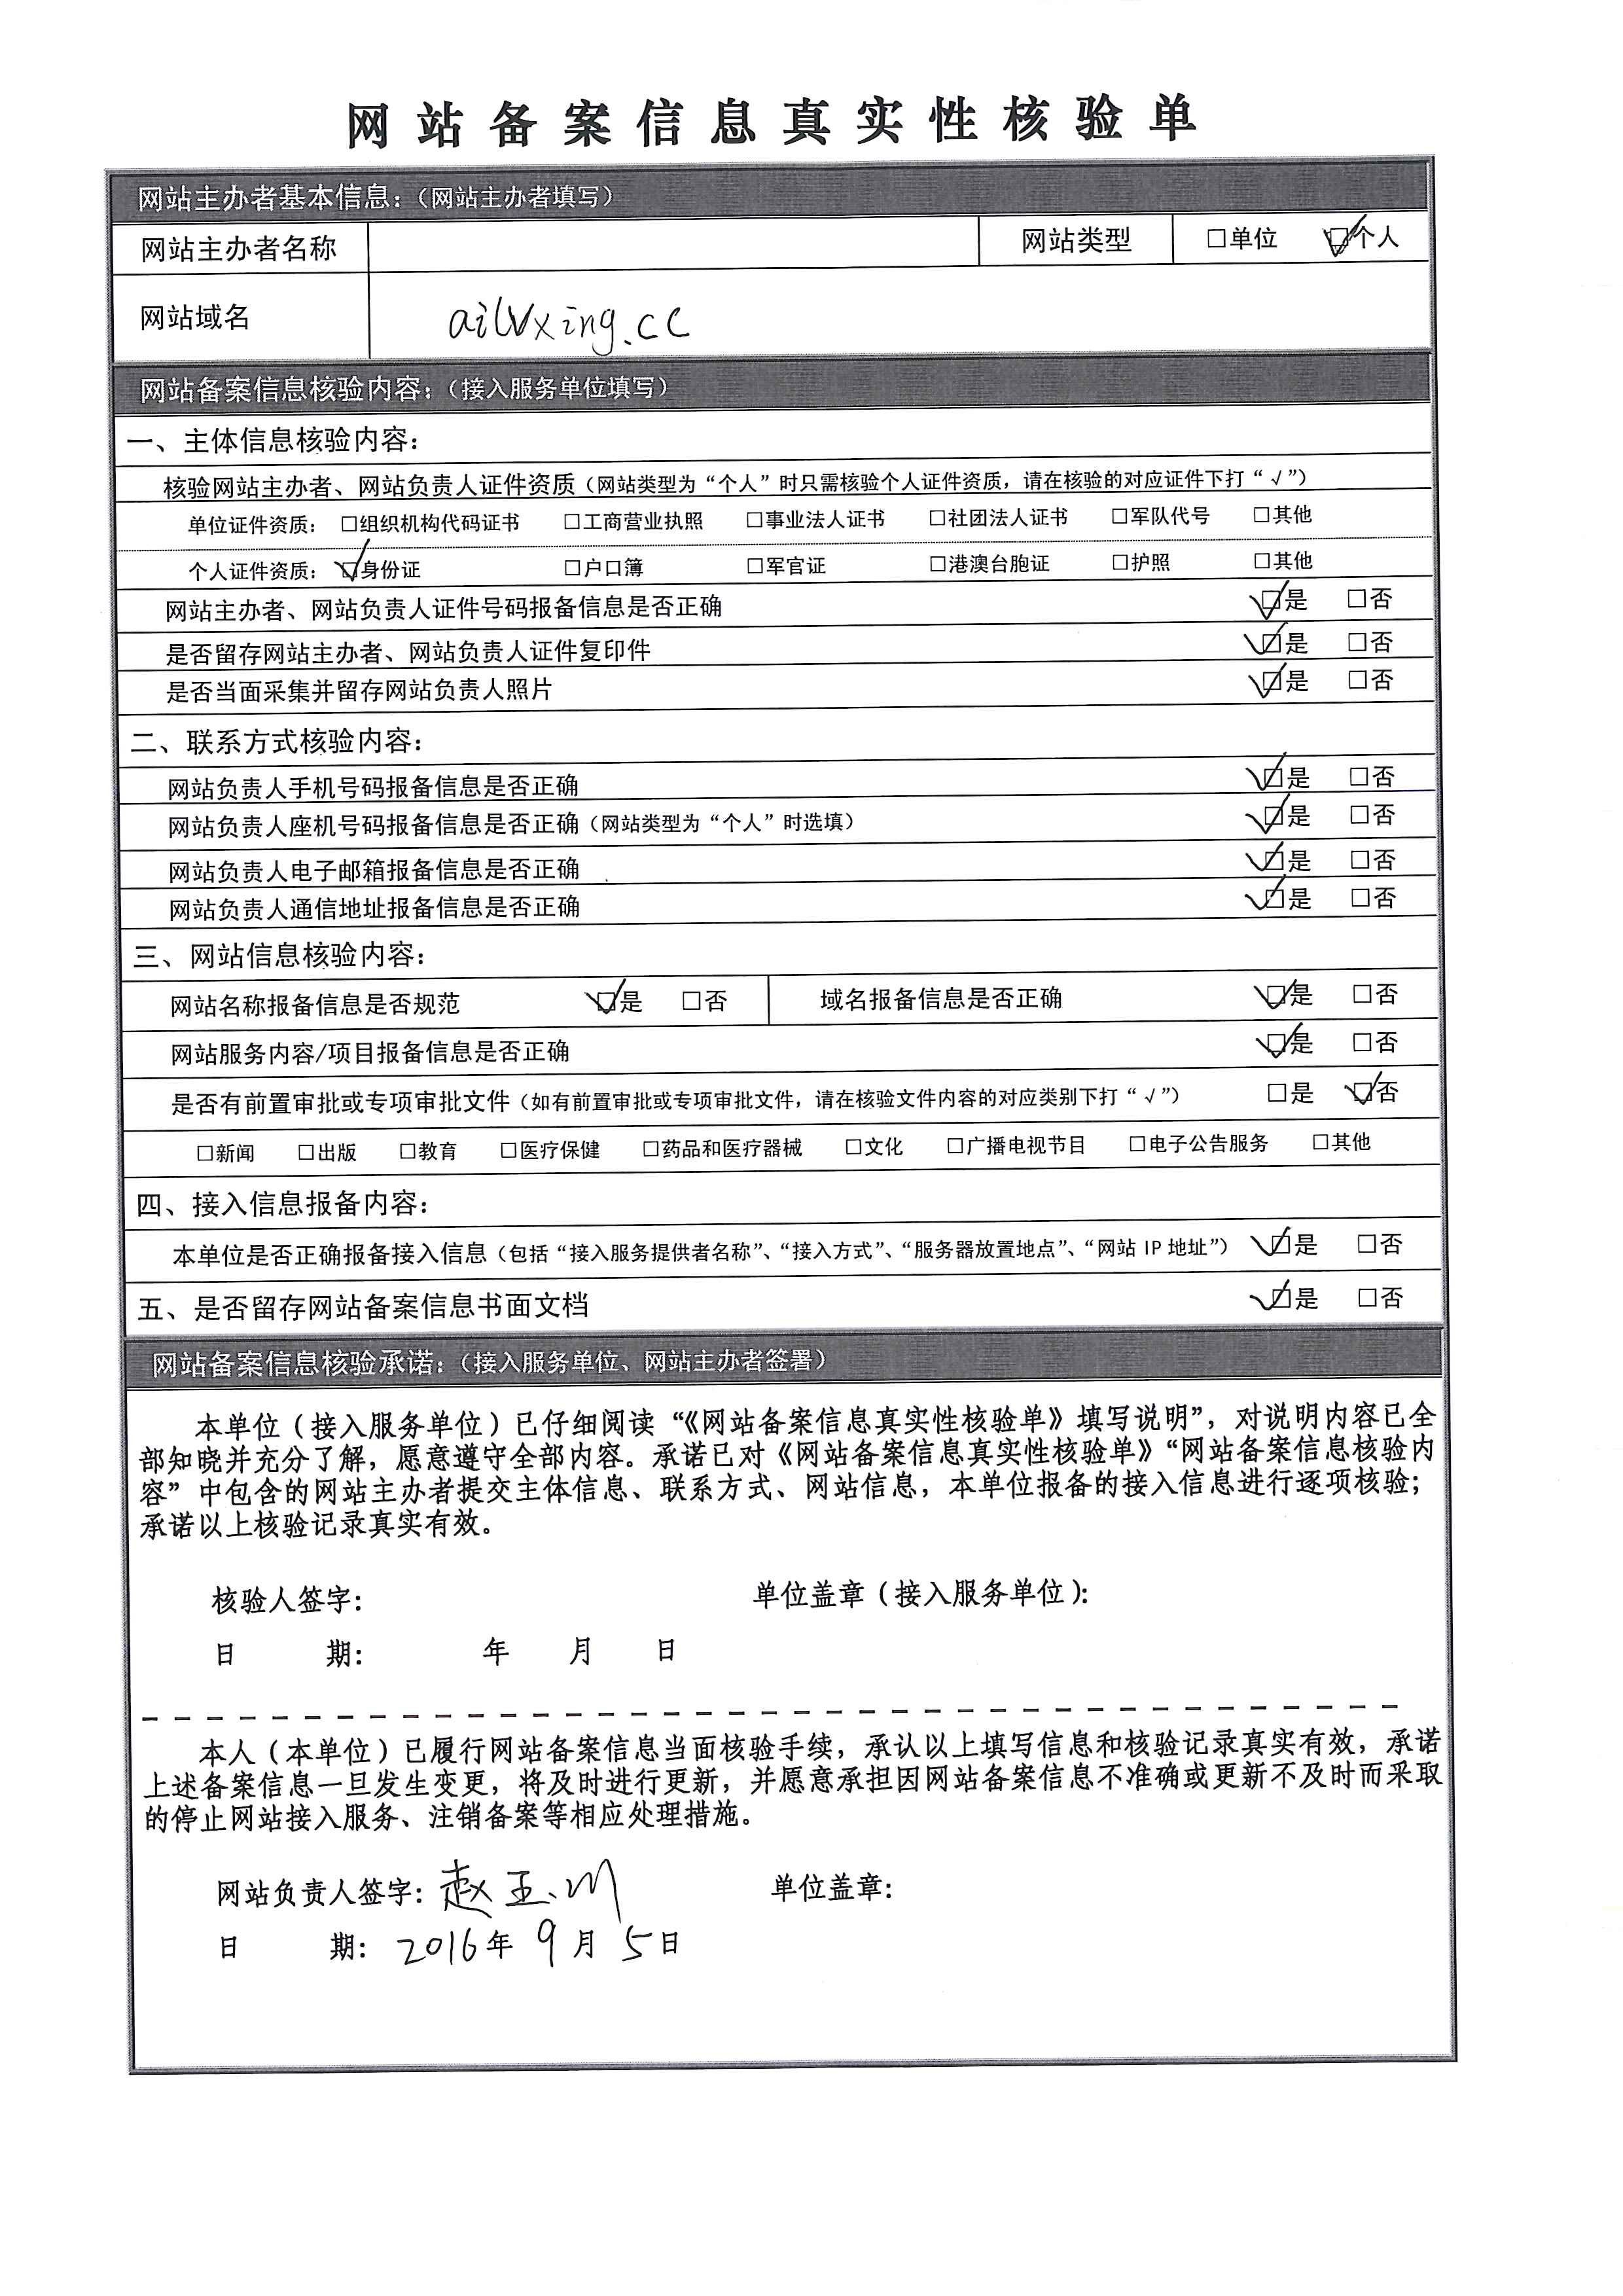 网站备案信息真实性核验单
网站主办者基本信息：（网站主办者填写）
网站主办者名称 网站类型 □单位 ☑个人
网站域名 ailvxing.cc
网站备案信息核验内容：（接入服务单位填写）
一、主体信息核验内容：
核验网站主办者、网站负责人证件资质（网站类型为“个人”时只需核验个人证件资质，请在核验的对应证件下打“√”）
单位证件资质： □组织机构代码证书 □工商营业执照 □事业法人证书 □社团法人证书 □军队代号 □其他
个人证件资质： ☑身份证 □户口簿 □军官证 □港澳台胞证 □护照 □其他
网站主办者、网站负责人证件号码报备信息是否正确 ☑是 □否
是否留存网站主办者、网站负责人证件复印件 ☑是 □否
是否当面采集并留存网站负责人照片 ☑是 □否
二、联系方式核验内容：
网站负责人手机号码报备信息是否正确 ☑是 □否
网站负责人座机号码报备信息是否正确（网站类型为“个人”时选填） ☑是 □否
网站负责人电子邮箱报备信息是否正确 ☑是 □否
网站负责人通信地址报备信息是否正确 ☑是 □否
三、网站信息核验内容：
网站名称报备信息是否规范 ☑是 □否 域名报备信息是否正确 ☑是 □否
网站服务内容/项目报备信息是否正确 ☑是 □否
是否有前置审批或专项审批文件（如有前置审批或专项审批文件，请在核验文件内容的对应类别下打“√”） □是 ☑否
□新闻 □出版 □教育 □医疗保健 □药品和医疗器械 □文化 □广播电视节目 □电子公告服务 □其他
四、接入信息报备内容：
本单位是否正确报备接入信息（包括“接入服务提供者名称”、“接入方式”、“服务器放置地点”、“网站 IP 地址”） ☑是 □否
五、是否留存网站备案信息书面文档 ☑是 □否
网站备案信息核验承诺：（接入服务单位、网站主办者签署）
本单位（接入服务单位）已仔细阅读“《网站备案信息真实性核验单》填写说明”，对说明内容已全
部知晓并充分了解，愿意遵守全部内容。承诺已对《网站备案信息真实性核验单》“网站备案信息核验内
容”中包含的网站主办者提交主体信息、联系方式、网站信息，本单位报备的接入信息进行逐项核验；
承诺以上核验记录真实有效。
核验人签字： 单位盖章（接入服务单位）：
日 期： 年 月 日
本人（本单位）已履行网站备案信息当面核验手续，承认以上填写信息和核验记录真实有效，承诺
上述备案信息一旦发生变更，将及时进行更新，并愿意承担因网站备案信息不准确或更新不及时而采取
的停止网站接入服务、注销备案等相应处理措施。
网站负责人签字：赵玉川 单位盖章：
日 期： 2016年 9月 5日